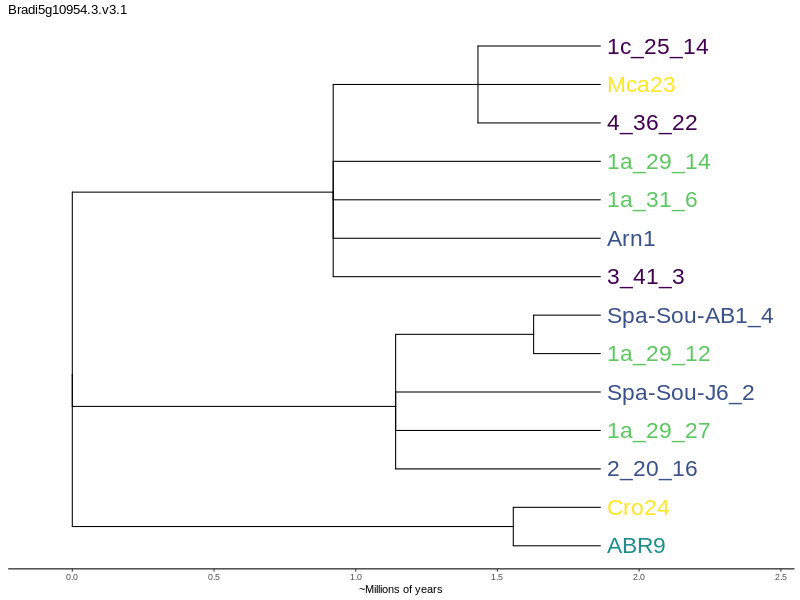 Bradi5g10954.3.v3.1
1c_25_14
Mca23
4_36_22
1a_29_14
1a_31_6
Arn1
3_41_3
Spa-Sou-AB1_4
1a_29_12
Spa-Sou-J6_2
1a_29_27
2_20_16
Cro24
ABR9
0.0 0.5 1.0 1.5 2.0 2.5
~Millions of years